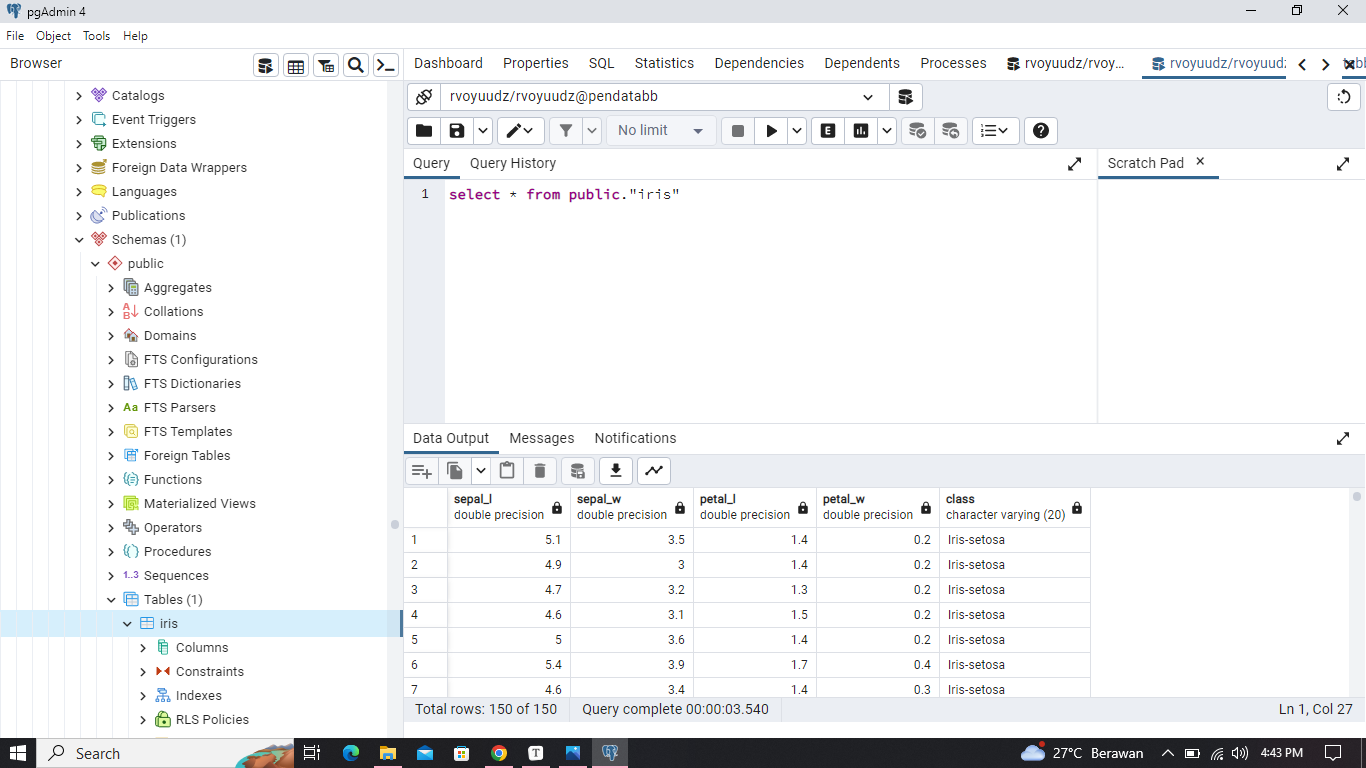 pgAdmin 4
File Object Tools Help
Browser
Catalogs
Event Triggers
Extensions
Foreign Data Wrappers
Languages
Publications
Schemas (1)
public
Aggregates
Collations
Domains
FTS Configurations
FTS Dictionaries
Aa FTS Parsers
FTS Templates
Foreign Tables
Functions
Materialized Views
Operators
Procedures
1..3 Sequences
Tables (1)
iris
Columns
Constraints
Indexes
RLS Policies
Dashboard Properties SQL Statistics Dependencies Dependents Processes rvoyuudz/rvoy... rvoyuudz/rvoyuudz
rvoyuudz/rvoyuudz@pendatabb
No limit
E
Query Query History
Scratch Pad
1 select * from public."iris"
Data Output Messages Notifications
sepal_l sepal_w petal_l petal_w class
double precision double precision double precision double precision character varying (20)
1 5.1 3.5 1.4 0.2 Iris-setosa
2 4.9 3 1.4 0.2 Iris-setosa
3 4.7 3.2 1.3 0.2 Iris-setosa
4 4.6 3.1 1.5 0.2 Iris-setosa
5 5 3.6 1.4 0.2 Iris-setosa
6 5.4 3.9 1.7 0.4 Iris-setosa
7 4.6 3.4 1.4 0.3 Iris-setosa
Total rows: 150 of 150 Query complete 00:00:03.540 Ln 1, Col 27
Search
T
27°C Berawan
4:43 PM